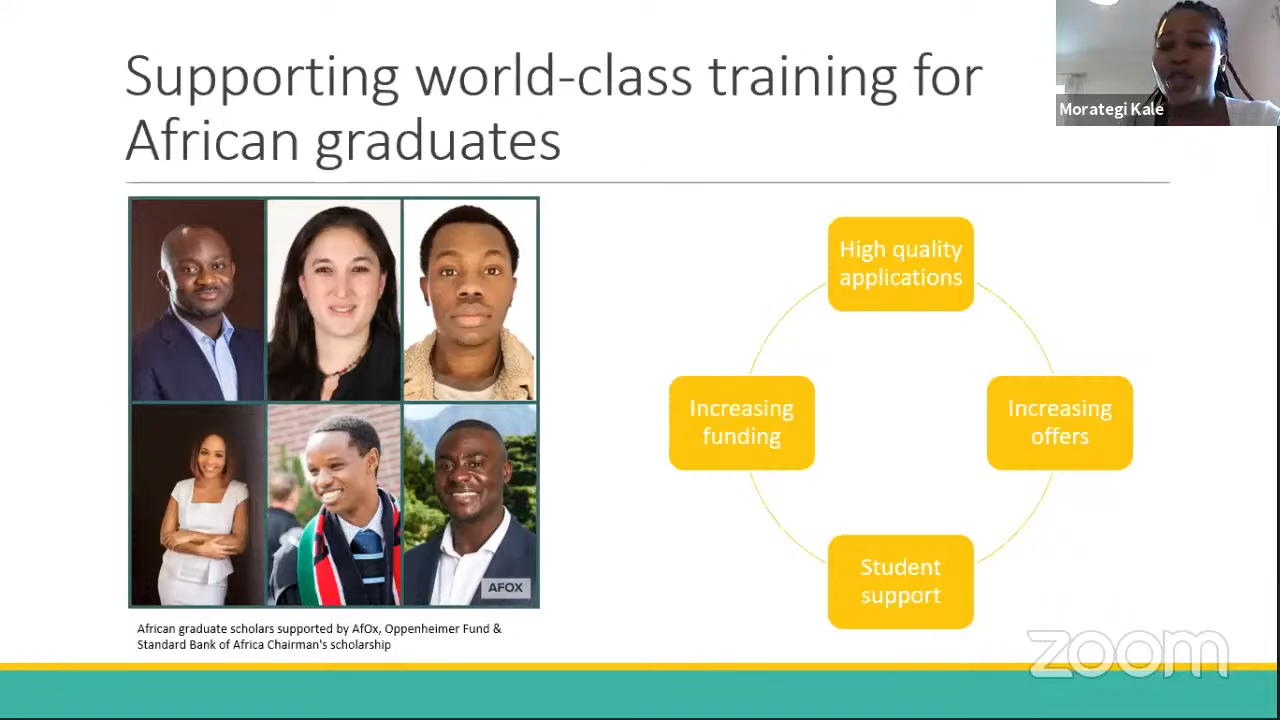 Supporting world-class training for
African graduates
Morategi Kale
High quality
applications
Increasing
funding
Increasing
offers
Student
support
AFOX
African graduate scholars supported by AfOx, Oppenheimer Fund &
Standard Bank of Africa Chairman's scholarship
zoom